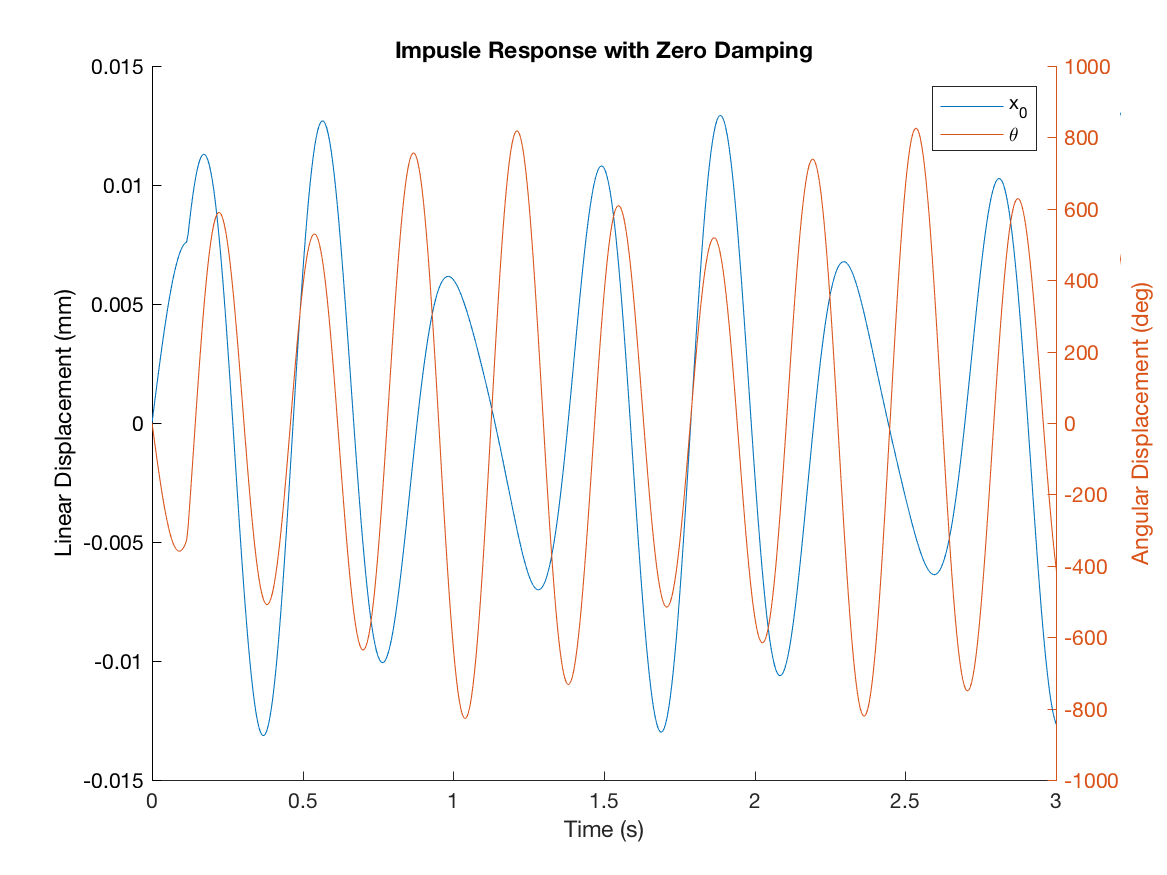 Impusle Response with Zero Damping
0.015
0.01
0.005
0
-0.005
-0.01
-0.015
Linear Displacement (mm)
1000
800
600
400
200
0
-200
-400
-600
-800
-1000
Angular Displacement (deg)
x0
θ
0 0.5 1 1.5 2 2.5 3
Time (s)